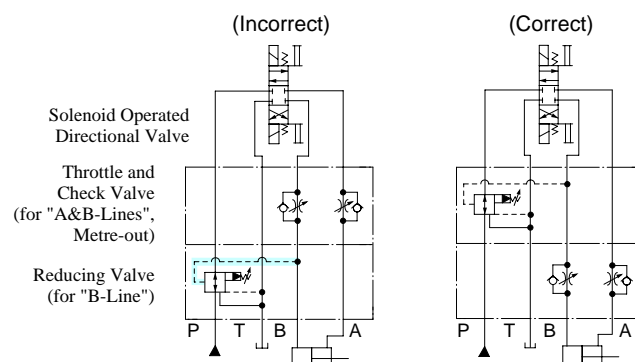 (Incorrect)
(Correct)
Solenoid Operated
Directional Valve
Throttle and
Check Valve
(for "A&B-Lines",
Metre-out)
Reducing Valve
(for "B-Line")
P T B A
P T B A